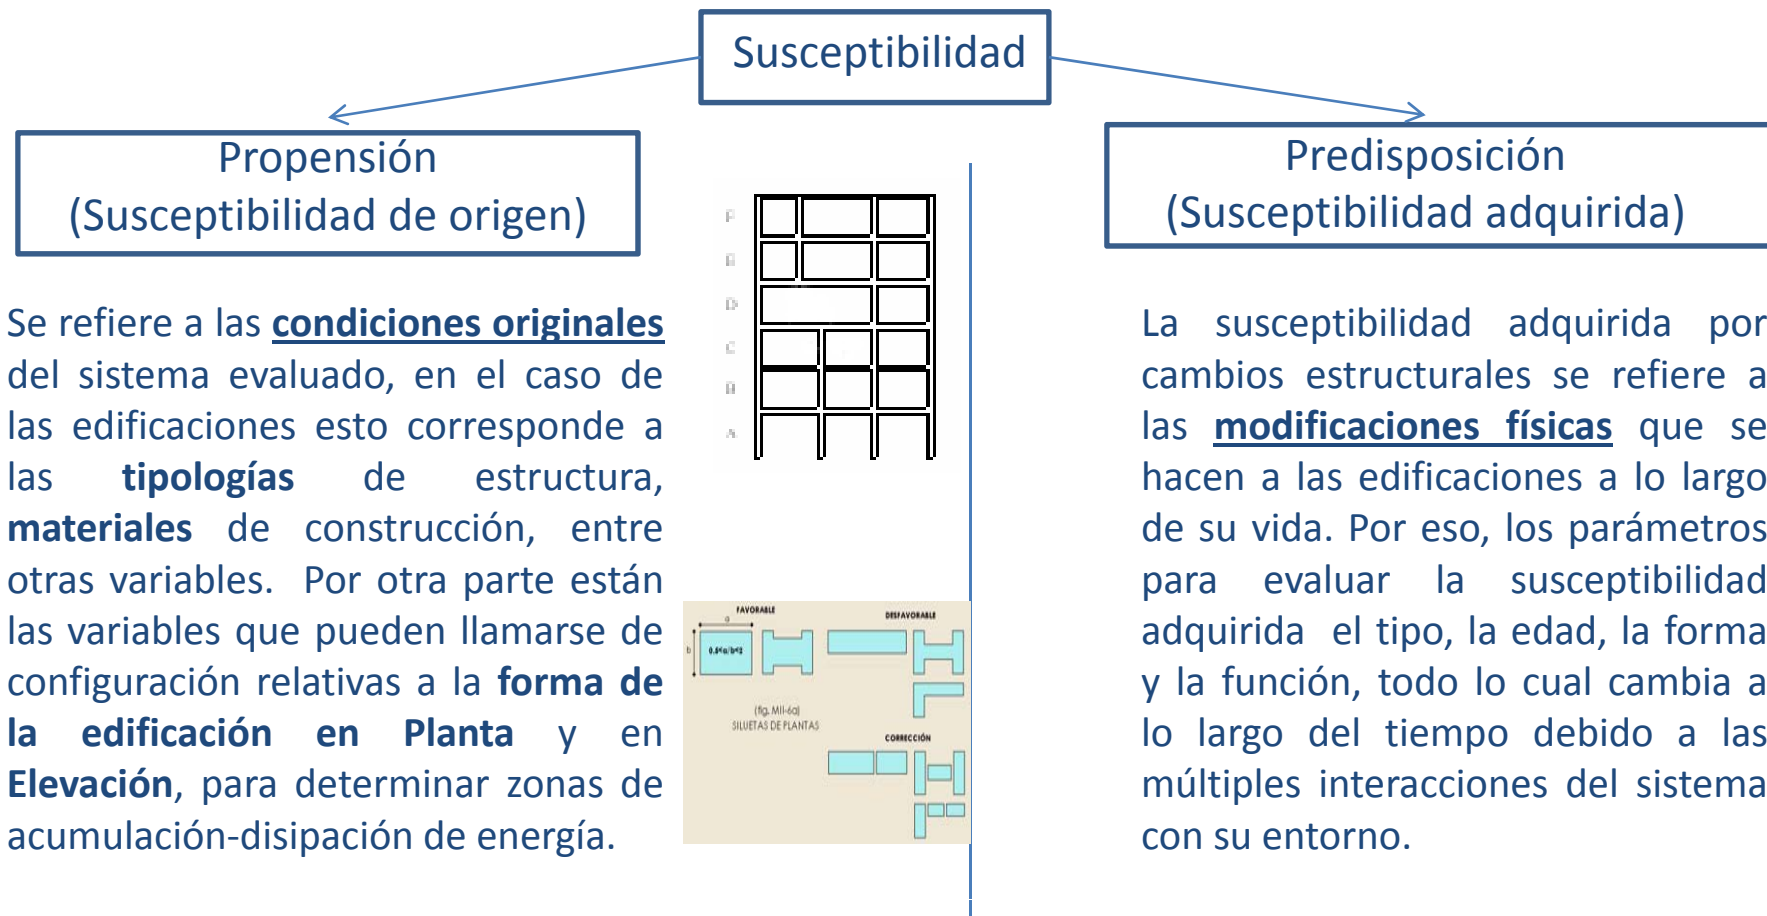 Susceptibilidad
Propensión
(Susceptibilidad de origen)
Predisposición
(Susceptibilidad adquirida)
Se refiere a las condiciones originales
del sistema evaluado, en el caso de
las edificaciones esto corresponde a
las tipologías de estructura,
materiales de construcción, entre
otras variables. Por otra parte están
las variables que pueden llamarse de
configuración relativas a la forma de
la edificación en Planta y en
Elevación, para determinar zonas de
acumulación-disipación de energía.
FAVORABLE
a
b
0.5<a/b<2
DESFAVORABLE
(fig. MII-6a)
SILUETAS DE PLANTAS
CORRECCIÓN
La susceptibilidad adquirida por
cambios estructurales se refiere a
las modificaciones físicas que se
hacen a las edificaciones a lo largo
de su vida. Por eso, los parámetros
para evaluar la susceptibilidad
adquirida el tipo, la edad, la forma
y la función, todo lo cual cambia a
lo largo del tiempo debido a las
múltiples interacciones del sistema
con su entorno.